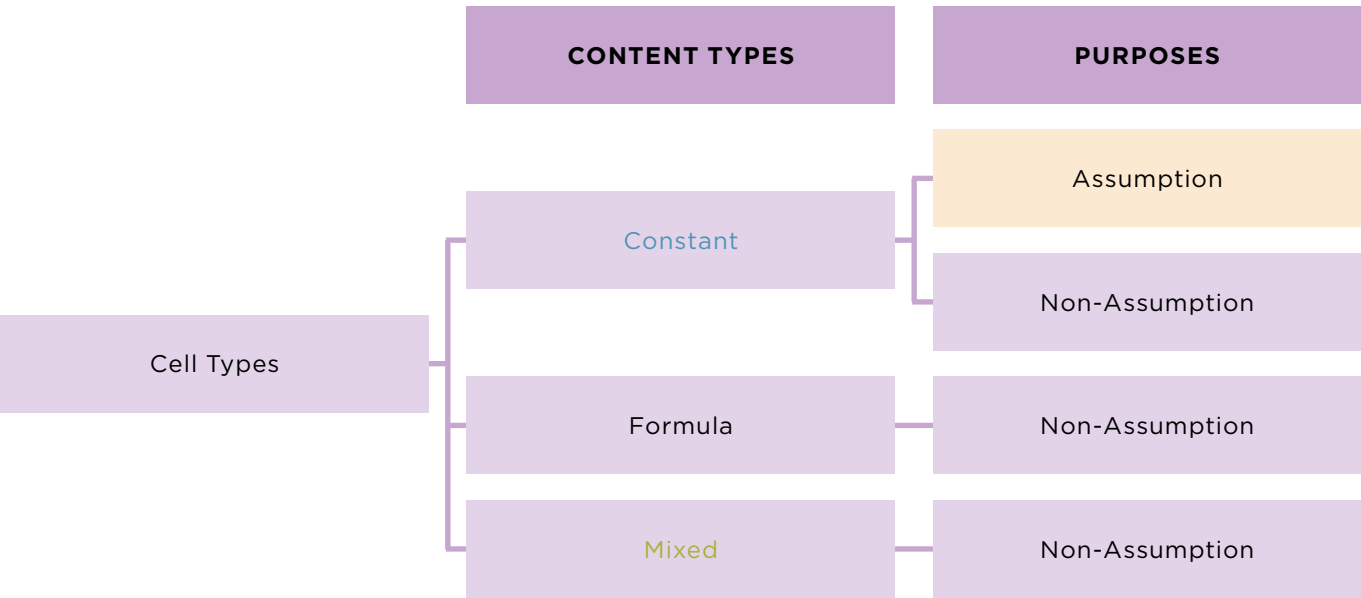 CONTENT TYPES
PURPOSES
Assumption
Constant
Non-Assumption
Cell Types
Formula
Non-Assumption
Mixed
Non-Assumption